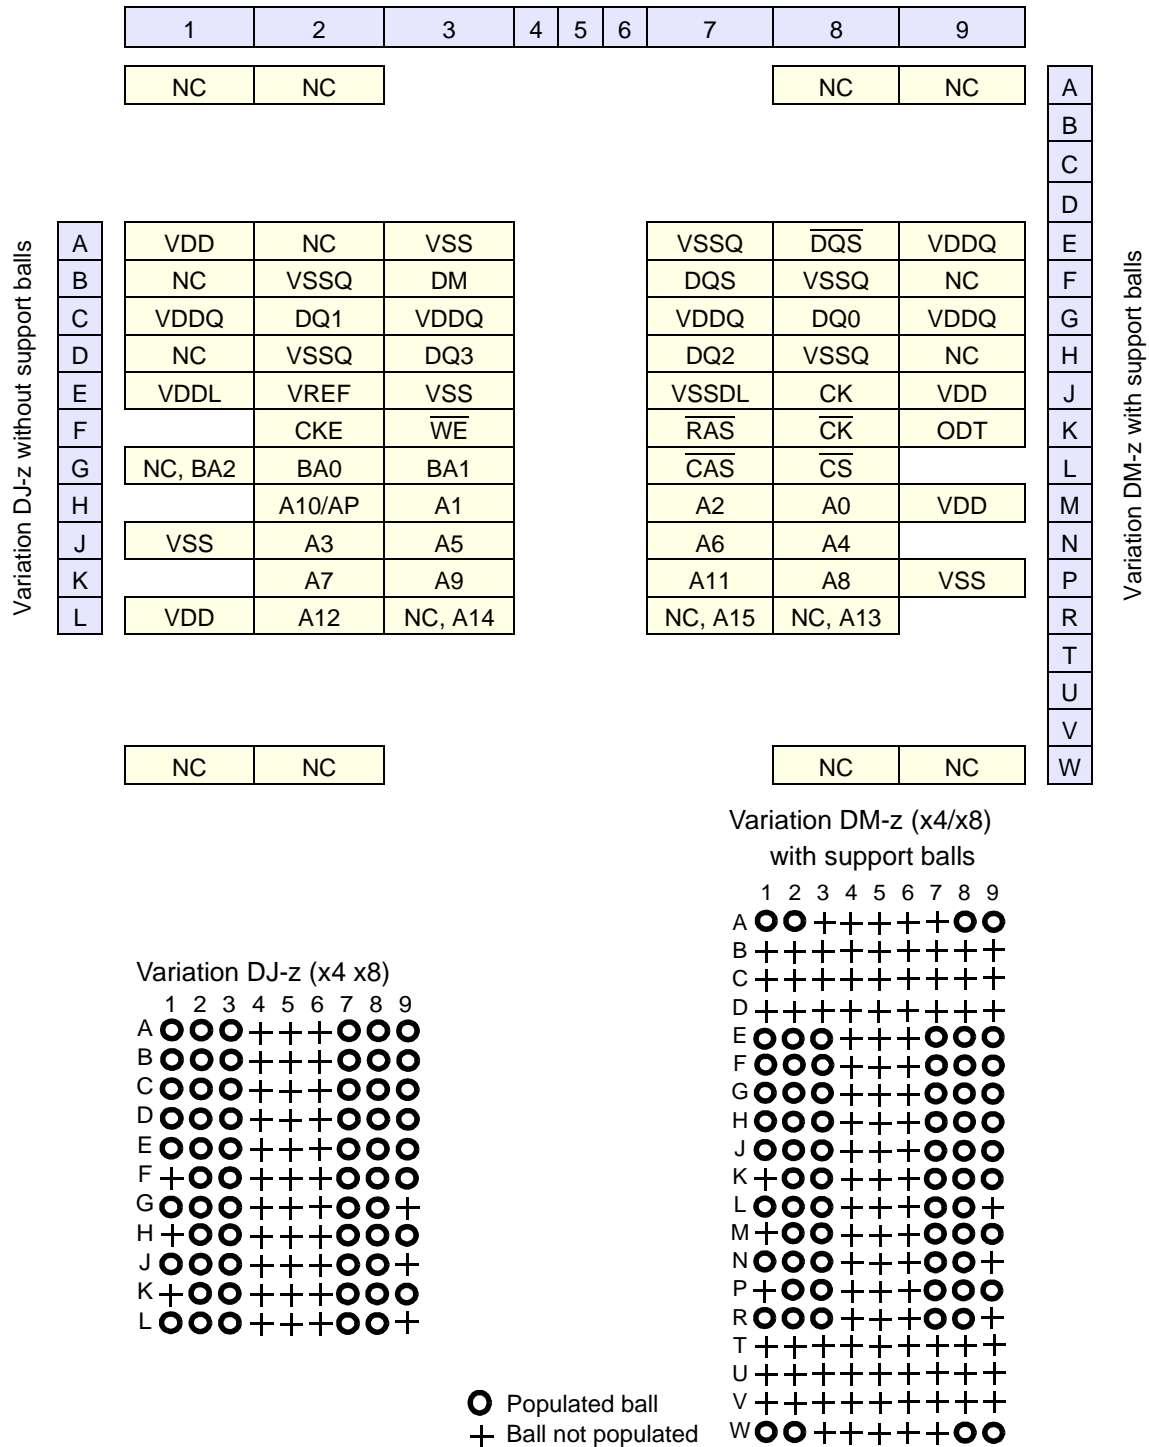 1 2 3 4 5 6 7 8 9
NC NC NC NC A
B
C
D
A VDD NC VSS VSSQ D̅Q̅S̅ VDDQ E
B NC VSSQ DM DQS VSSQ NC F
C VDDQ DQ1 VDDQ VDDQ DQ0 VDDQ G
D NC VSSQ DQ3 DQ2 VSSQ NC H
E VDDL VREF VSS VSSDL CK VDD J
F CKE W̅E̅ R̅A̅S̅ C̅K̅ ODT K
G NC, BA2 BA0 BA1 C̅A̅S̅ C̅S̅ L
H A10/AP A1 A2 A0 VDD M
J VSS A3 A5 A6 A4 N
K A7 A9 A11 A8 VSS P
L VDD A12 NC, A14 NC, A15 NC, A13 R
T
U
V
NC NC NC NC W
Variation DJ-z without support balls
Variation DM-z with support balls
Variation DJ-z (x4 x8)
1 2 3 4 5 6 7 8 9
A
B
C
D
E
F
G
H
J
K
L
Variation DM-z (x4/x8)
with support balls
1 2 3 4 5 6 7 8 9
A
B
C
D
E
F
G
H
J
K
L
M
N
P
R
T
U
V
W
Populated ball
Ball not populated